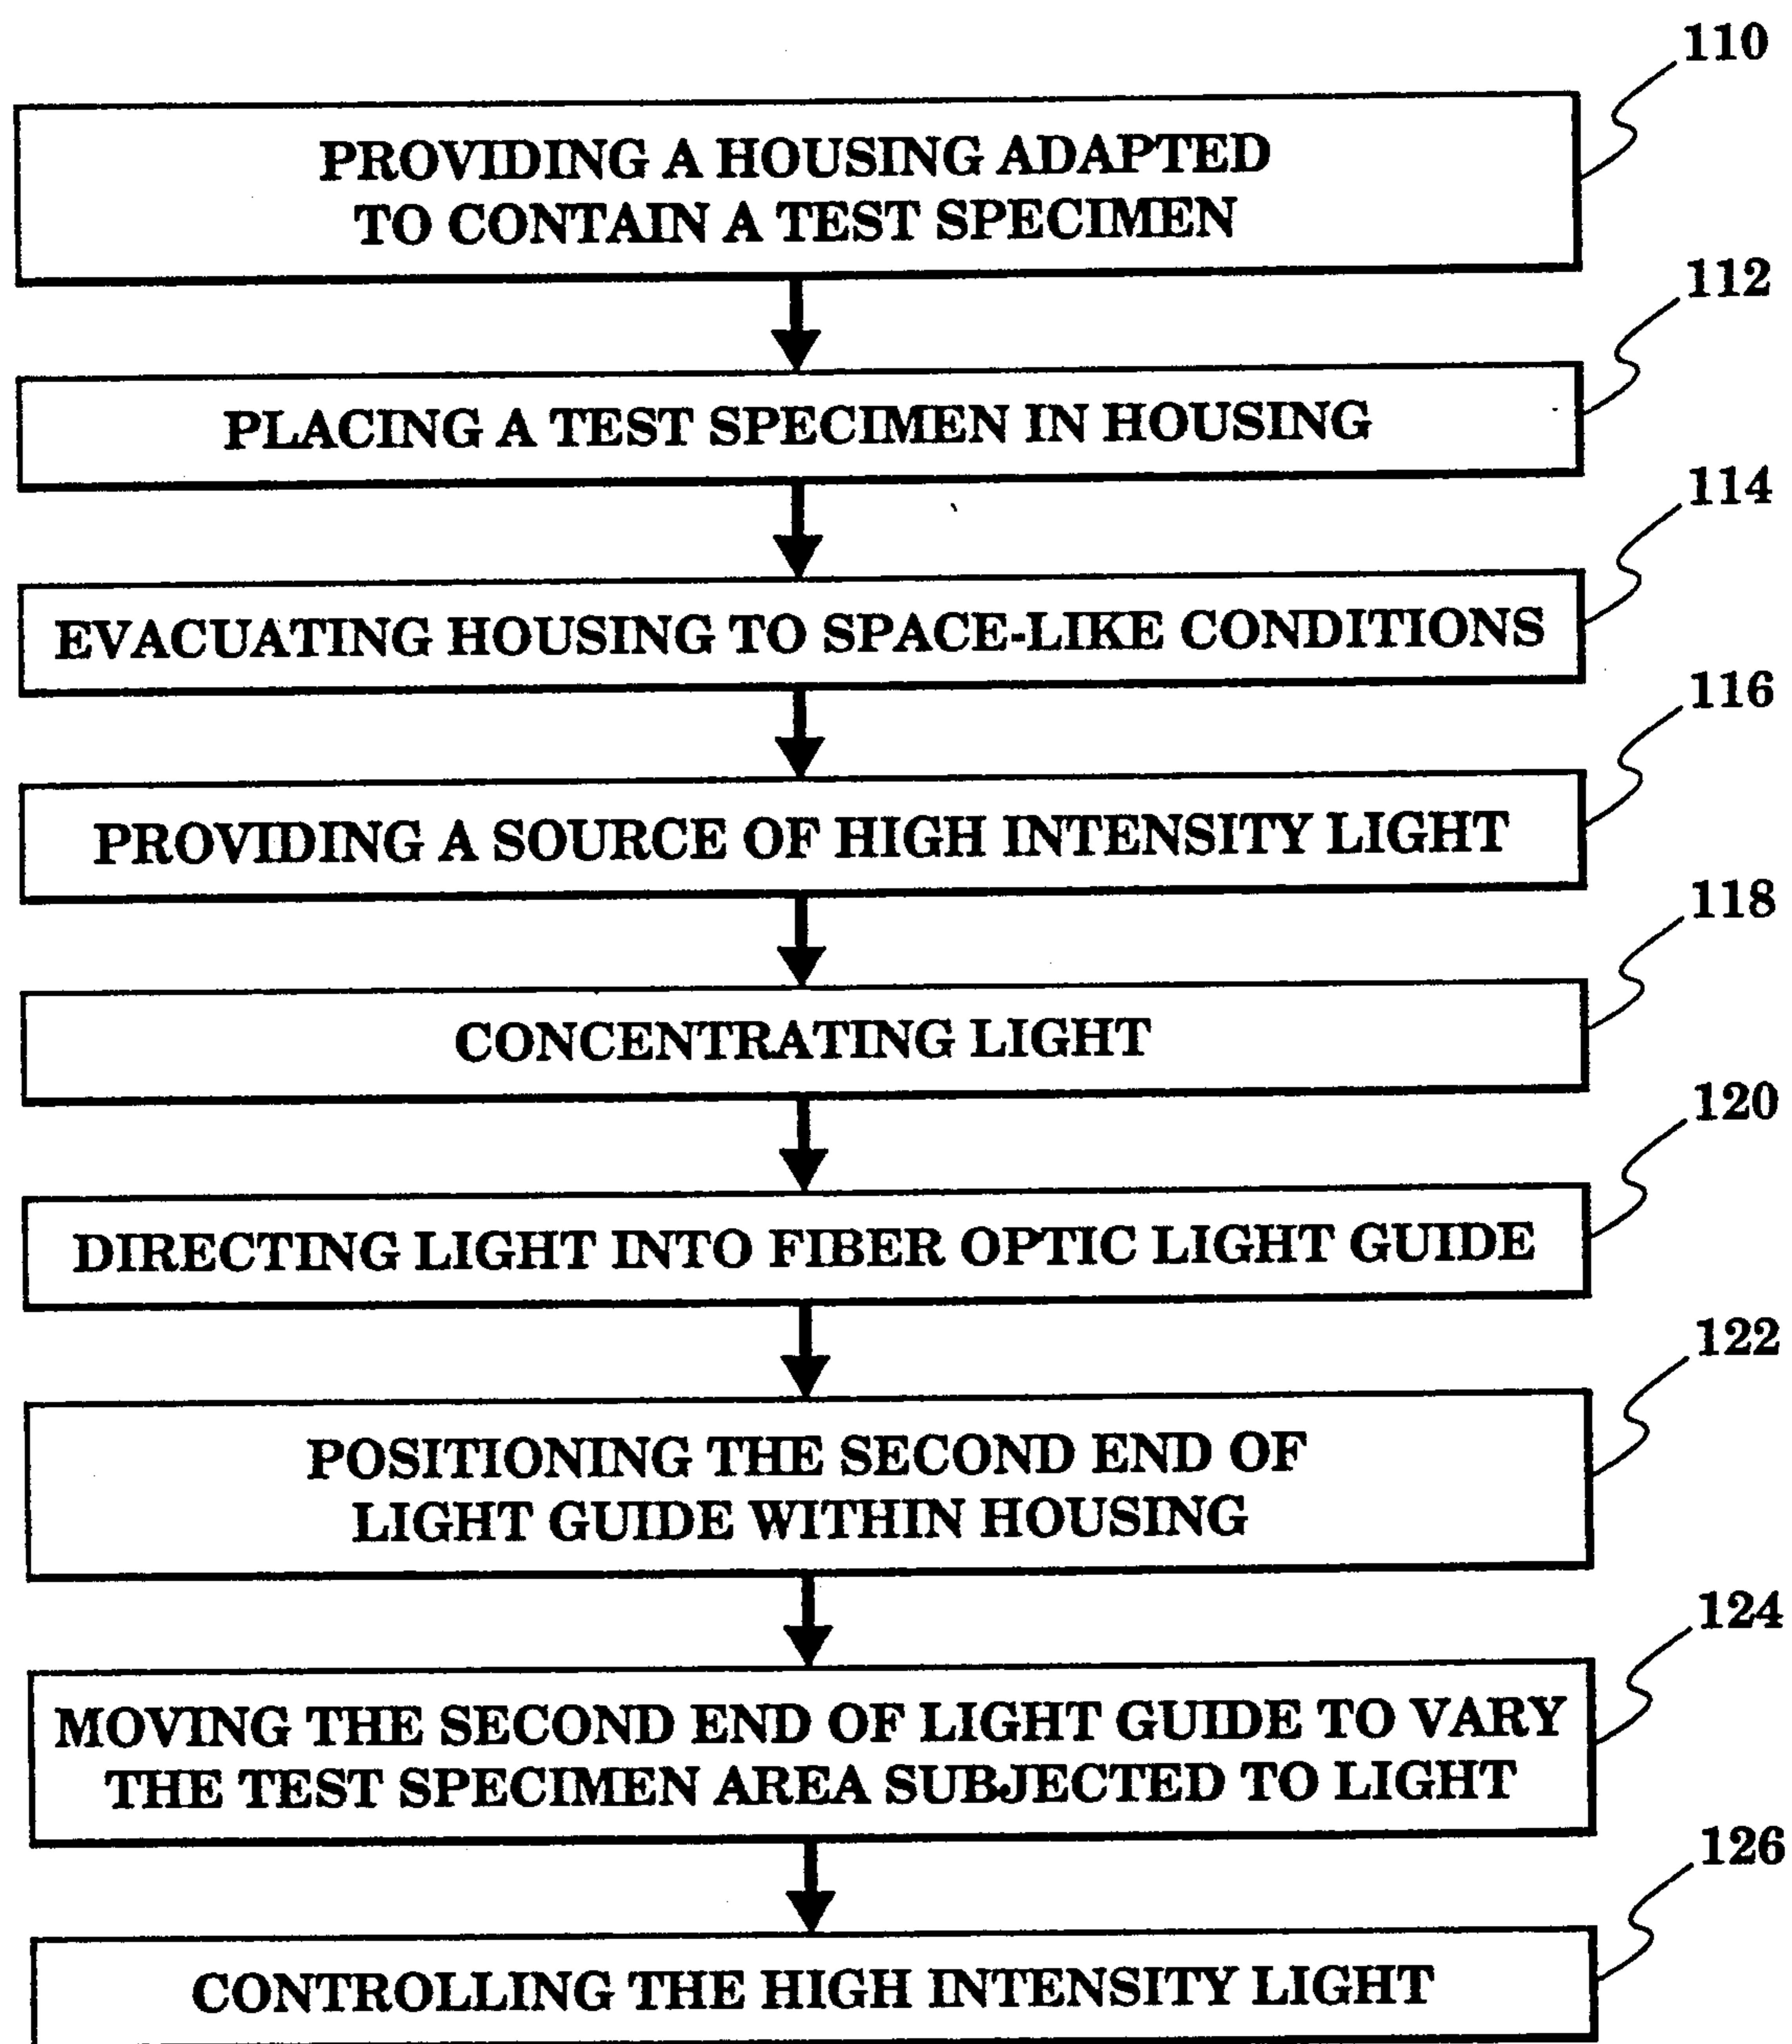 110
PROVIDING A HOUSING ADAPTED
TO CONTAIN A TEST SPECIMEN
112
PLACING A TEST SPECIMEN IN HOUSING
114
EVACUATING HOUSING TO SPACE-LIKE CONDITIONS
116
PROVIDING A SOURCE OF HIGH INTENSITY LIGHT
118
CONCENTRATING LIGHT
120
DIRECTING LIGHT INTO FIBER OPTIC LIGHT GUIDE
122
POSITIONING THE SECOND END OF
LIGHT GUIDE WITHIN HOUSING
124
MOVING THE SECOND END OF LIGHT GUIDE TO VARY
THE TEST SPECIMEN AREA SUBJECTED TO LIGHT
126
CONTROLLING THE HIGH INTENSITY LIGHT